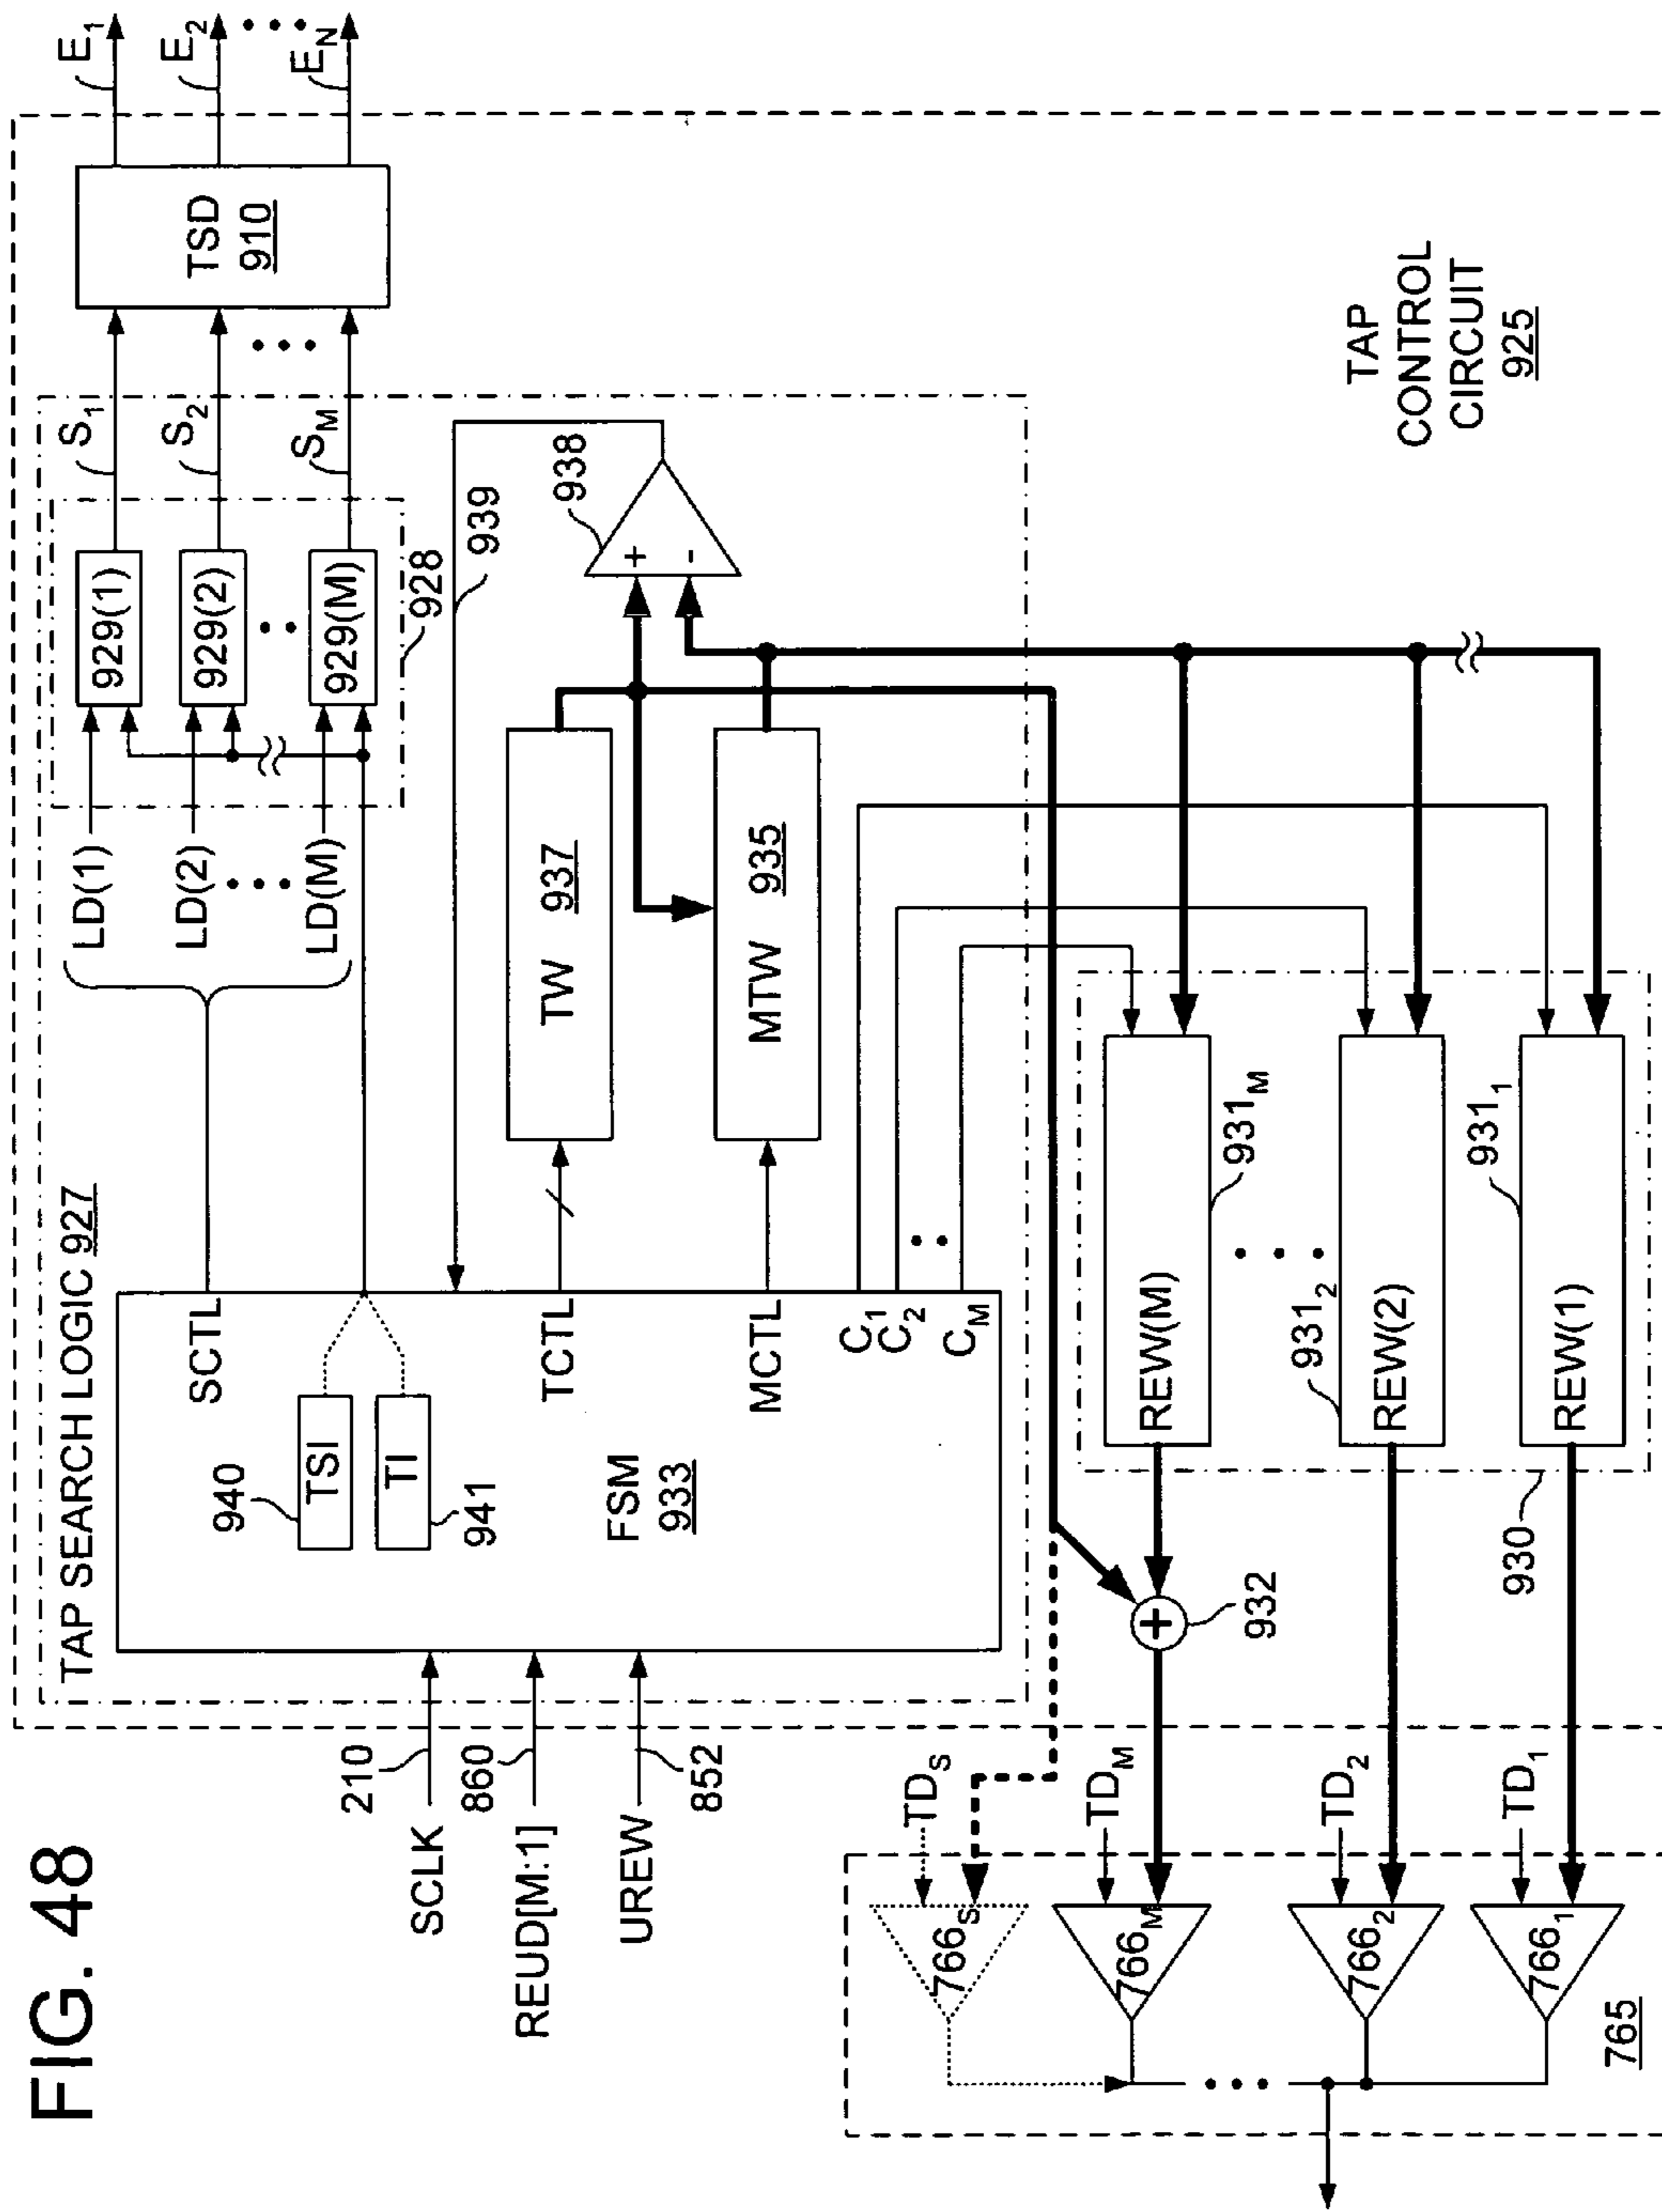 FIG. 48
TAP SEARCH LOGIC 927
SCLK
210
REUD[M:1]
860
UREW
852
940
TSI
941
TI
FSM
933
SCTL
TCTL
MCTL
C1
C2
CM
LD(1)
LD(2)
LD(M)
929(1)
929(2)
929(M)
928
S1
S2
SM
TSD
910
E1
E2
EN
939
TW 937
MTW 935
938
+
-
TAP
CONTROL
CIRCUIT
925
REW(M)
931M
REW(2)
9312
REW(1)
9311
930
+
932
TDS
TDM
TD2
TD1
766S
766M
7662
7661
765